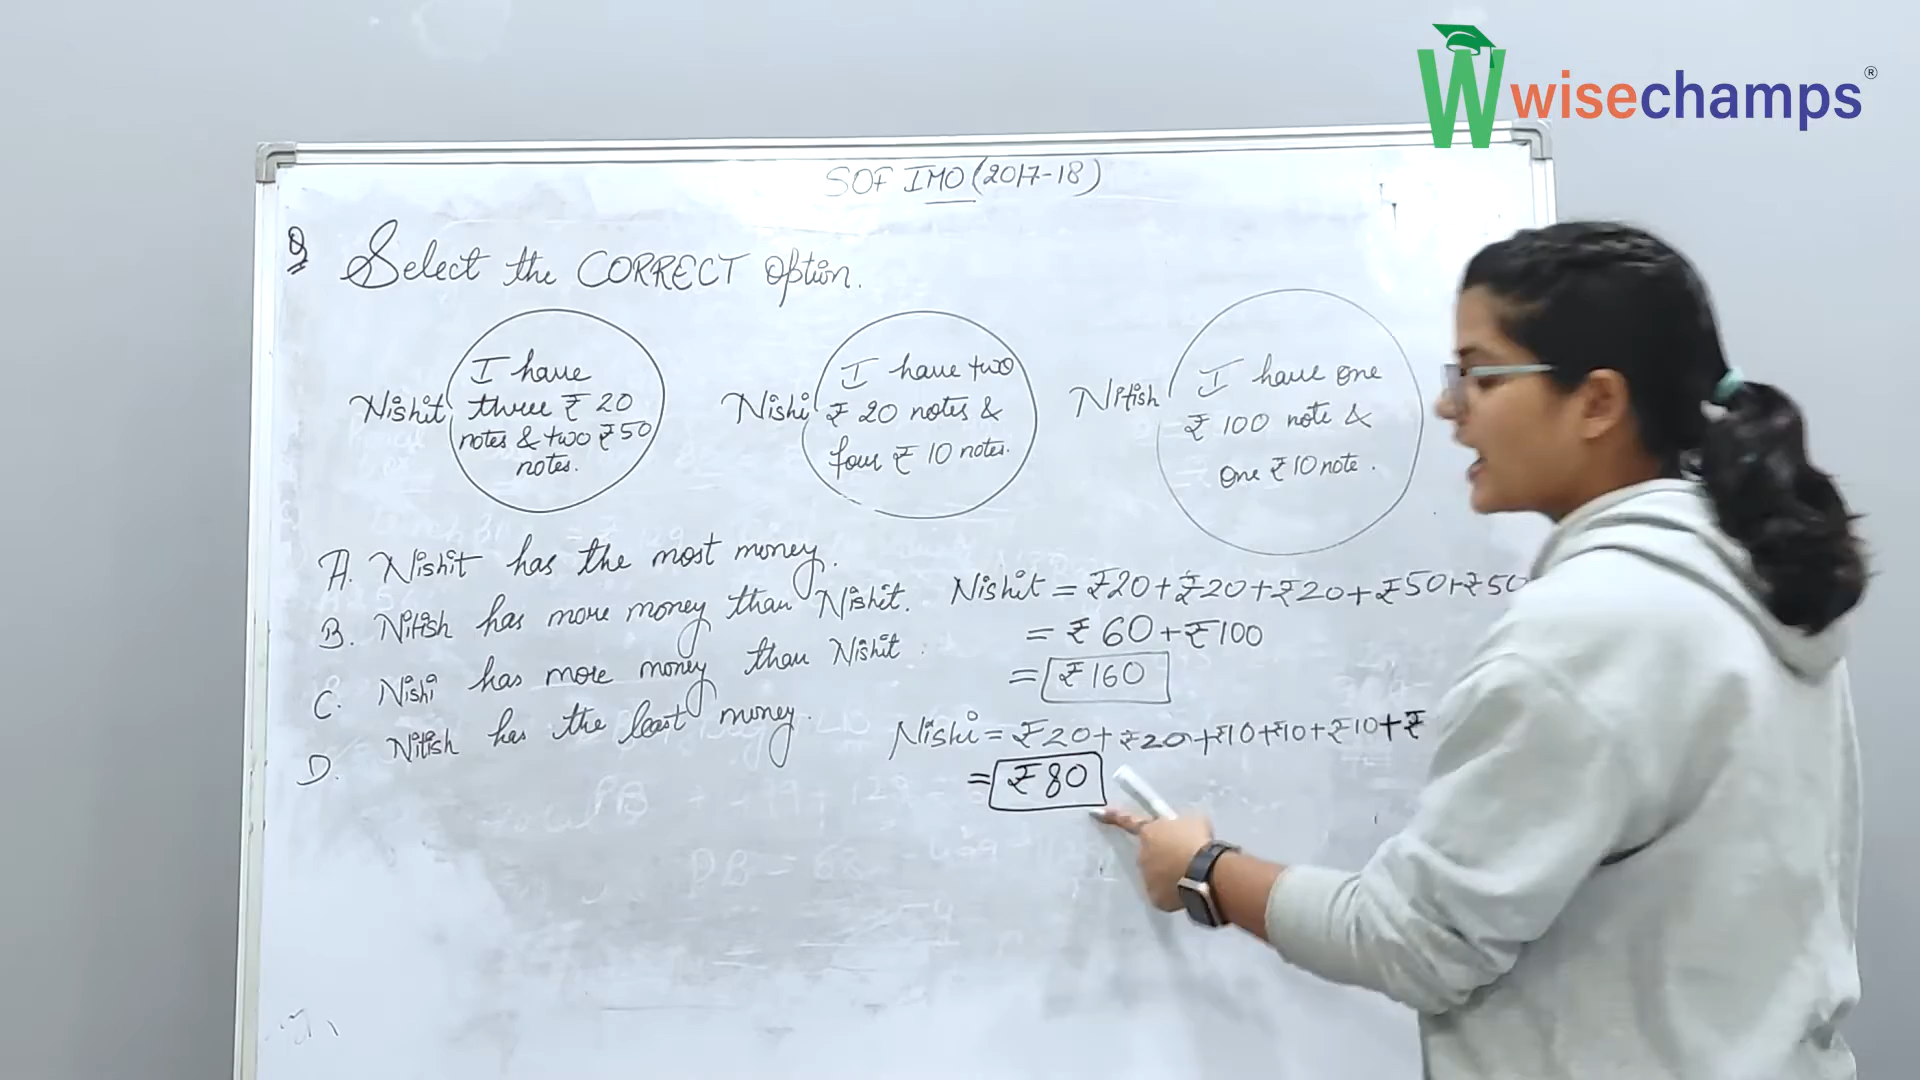 wisechamps®
SOF IMO (2017-18)
Q Select the CORRECT option.
Nishit
I have
three ₹ 20
notes & two ₹50
notes.
Nishi
I have two
₹ 20 notes &
four ₹ 10 notes.
Nitish
I have one
₹ 100 note &
one ₹10 note.
A. Nishit has the most money.
B. Nitish has more money than Nishit.
C. Nishi has more money than Nishit.
D. Nitish has the least money.
Nishit = ₹20+₹20+₹20+₹50+₹50
= ₹60+₹100
= ₹160
Nishi = ₹20+₹20+₹10+₹10+₹10+₹
= ₹80